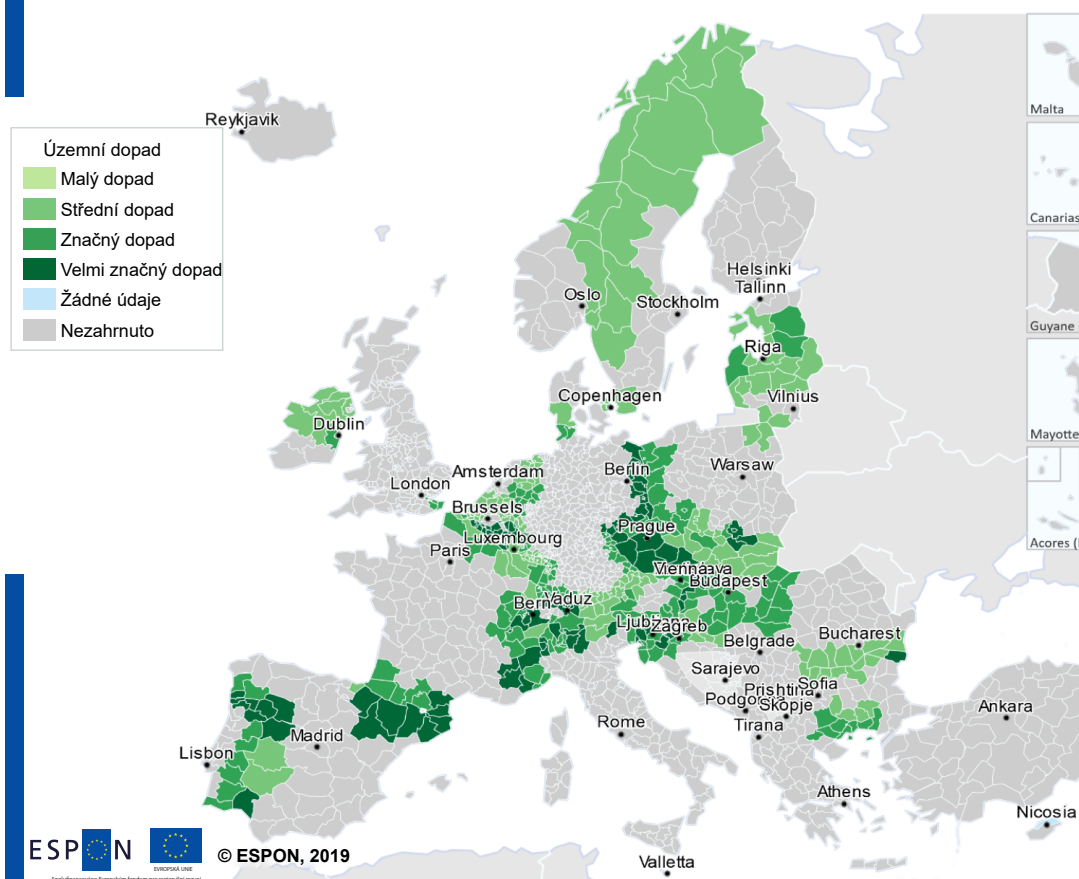 Reykjavik
Územní dopad
Malý dopad
Střední dopad
Značný dopad
Velmi značný dopad
Žádné údaje
Nezahrnuto
Malta
Canarias
Guyane
Mayotte
Acores (
Helsinki
Tallinn
Oslo
Stockholm
Riga
Copenhagen
Vilnius
Dublin
Amsterdam
Berlin
Warsaw
London
Brussels
Prague
Luxembourg
Paris
Vienna
Budapest
Bern
Vaduz
Zagreb
Belgrade
Bucharest
Sarajevo
Prishtina
Sofia
Skopje
Tirana
Ankara
Rome
Madrid
Lisbon
Athens
Nicosia
Valletta
ESPON
EVROPSKÁ UNIE
© ESPON, 2019